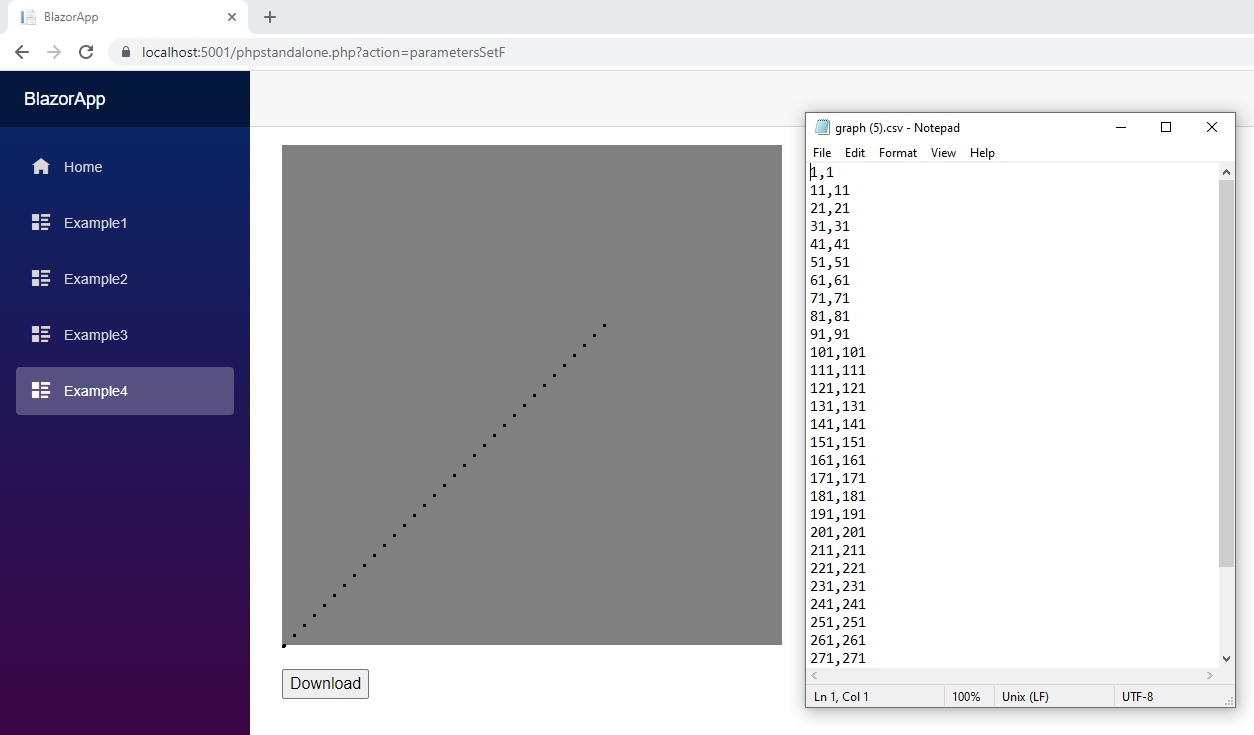 BlazorApp
localhost:5001/phpstandalone.php?action=parametersSetF
BlazorApp
Home
Example1
Example2
Example3
Example4
Download
graph (5).csv - Notepad
File Edit Format View Help
1,1
11,11
21,21
31,31
41,41
51,51
61,61
71,71
81,81
91,91
101,101
111,111
121,121
131,131
141,141
151,151
161,161
171,171
181,181
191,191
201,201
211,211
221,221
231,231
241,241
251,251
261,261
271,271
Ln 1, Col 1 100% Unix (LF) UTF-8